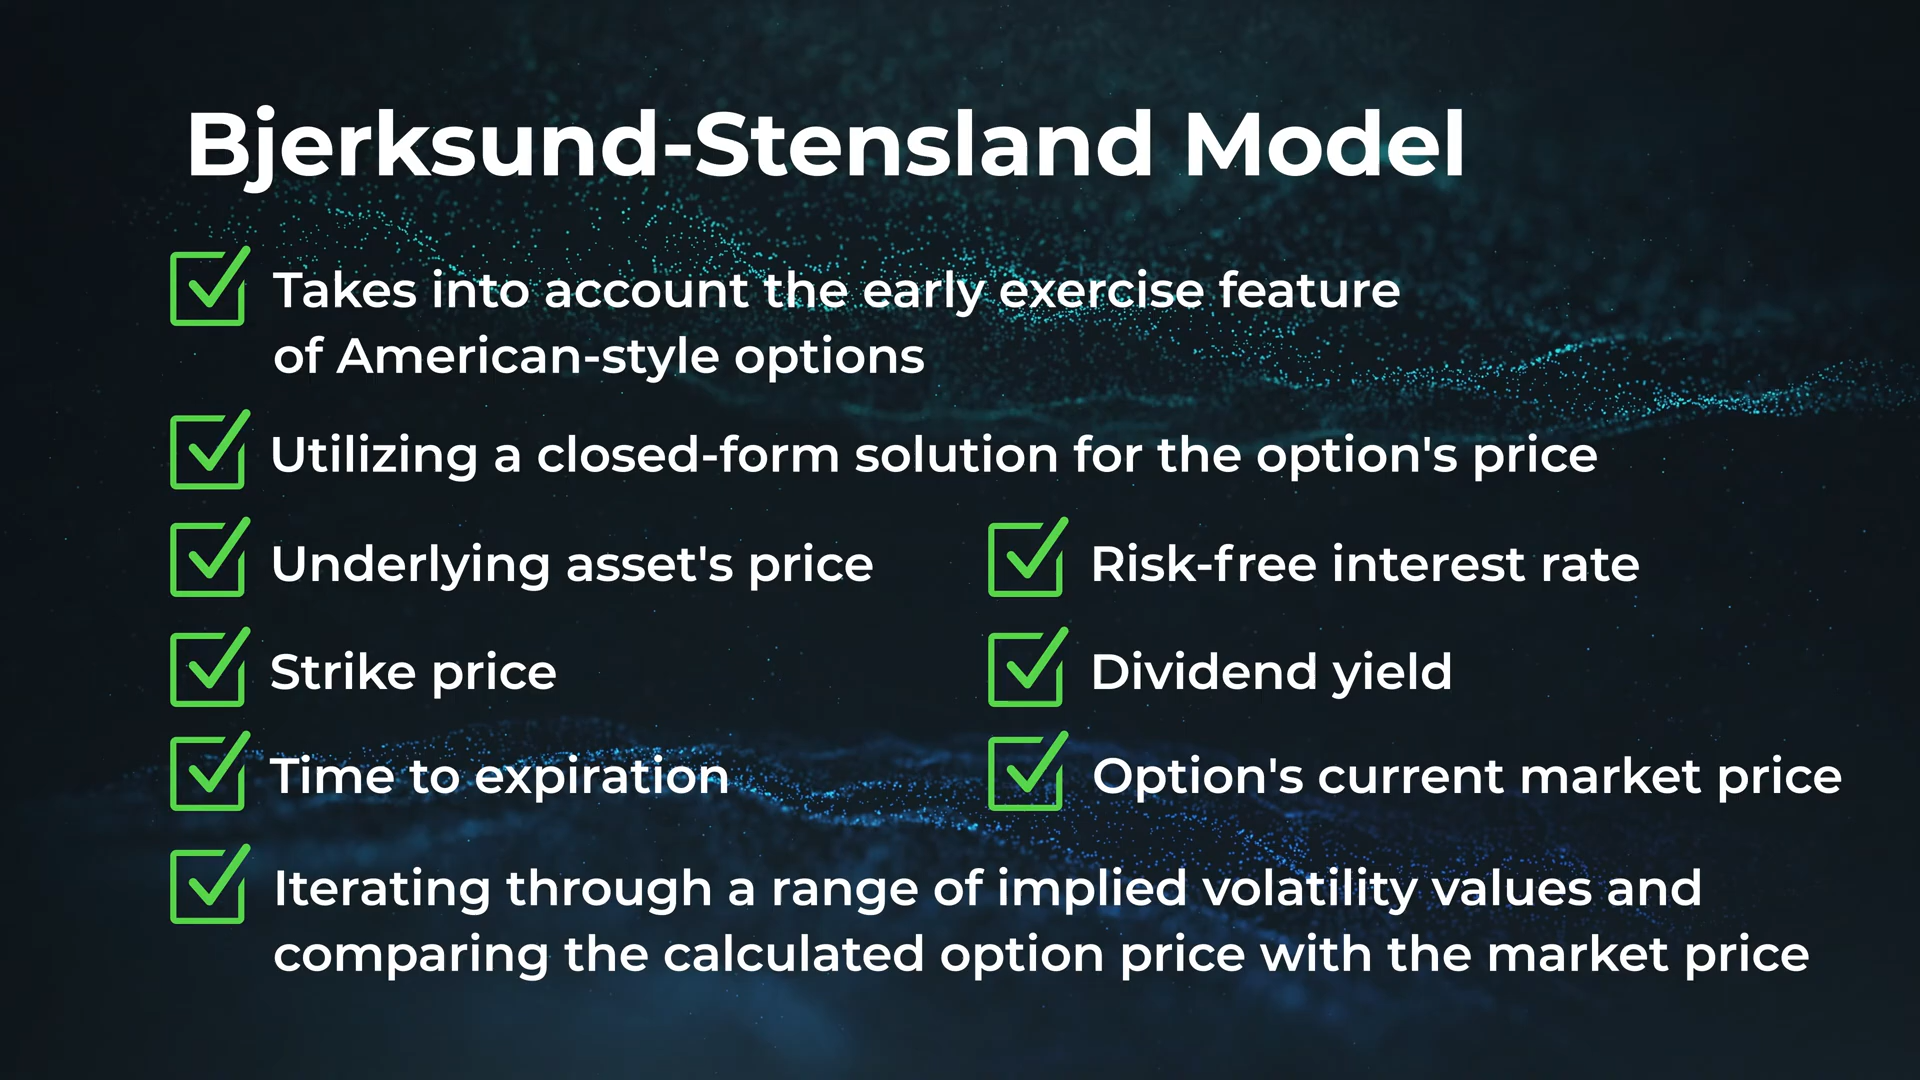 Bjerksund-Stensland Model
Takes into account the early exercise feature
of American-style options
Utilizing a closed-form solution for the option's price
Underlying asset's price
Risk-free interest rate
Strike price
Dividend yield
Time to expiration
Option's current market price
Iterating through a range of implied volatility values and
comparing the calculated option price with the market price